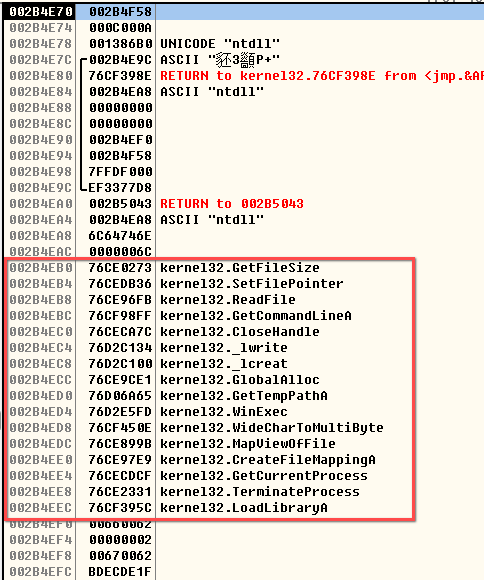 002B4E70 002B4F58
002B4E74 000C000A
002B4E78 001386B0 UNICODE "ntdll"
002B4E7C 002B4E9C ASCII
002B4E80 76CF398E RETURN to kernel32.76CF398E from <jmp.&AP
002B4E84 002B4EA8 ASCII "ntdll"
002B4E88 00000000
002B4E8C 00000000
002B4E90 002B4EF0
002B4E94 002B4F58
002B4E98 7FFDF000
002B4E9C EF3377D8
002B4EA0 002B5043 RETURN to 002B5043
002B4EA4 002B4EA8 ASCII "ntdll"
002B4EA8 6C64746E
002B4EAC 0000006C
002B4EB0 76CE0273 kernel32.GetFileSize
002B4EB4 76CEDB36 kernel32.SetFilePointer
002B4EB8 76CE96FB kernel32.ReadFile
002B4EBC 76CF98FF kernel32.GetCommandLineA
002B4EC0 76CECA7C kernel32.CloseHandle
002B4EC4 76D2C134 kernel32._lwrite
002B4EC8 76D2C100 kernel32._lcreat
002B4ECC 76CE9CE1 kernel32.GlobalAlloc
002B4ED0 76D06A65 kernel32.GetTempPathA
002B4ED4 76D2E5FD kernel32.WinExec
002B4ED8 76CF450E kernel32.WideCharToMultiByte
002B4EDC 76CE899B kernel32.MapViewOfFile
002B4EE0 76CE97E9 kernel32.CreateFileMappingA
002B4EE4 76CECDCF kernel32.GetCurrentProcess
002B4EE8 76CE2331 kernel32.TerminateProcess
002B4EEC 76CF395C kernel32.LoadLibraryA
002B4EF0 00660062
002B4EF4 00000002
002B4EF8 00670062
002B4EFC BDECDE1F